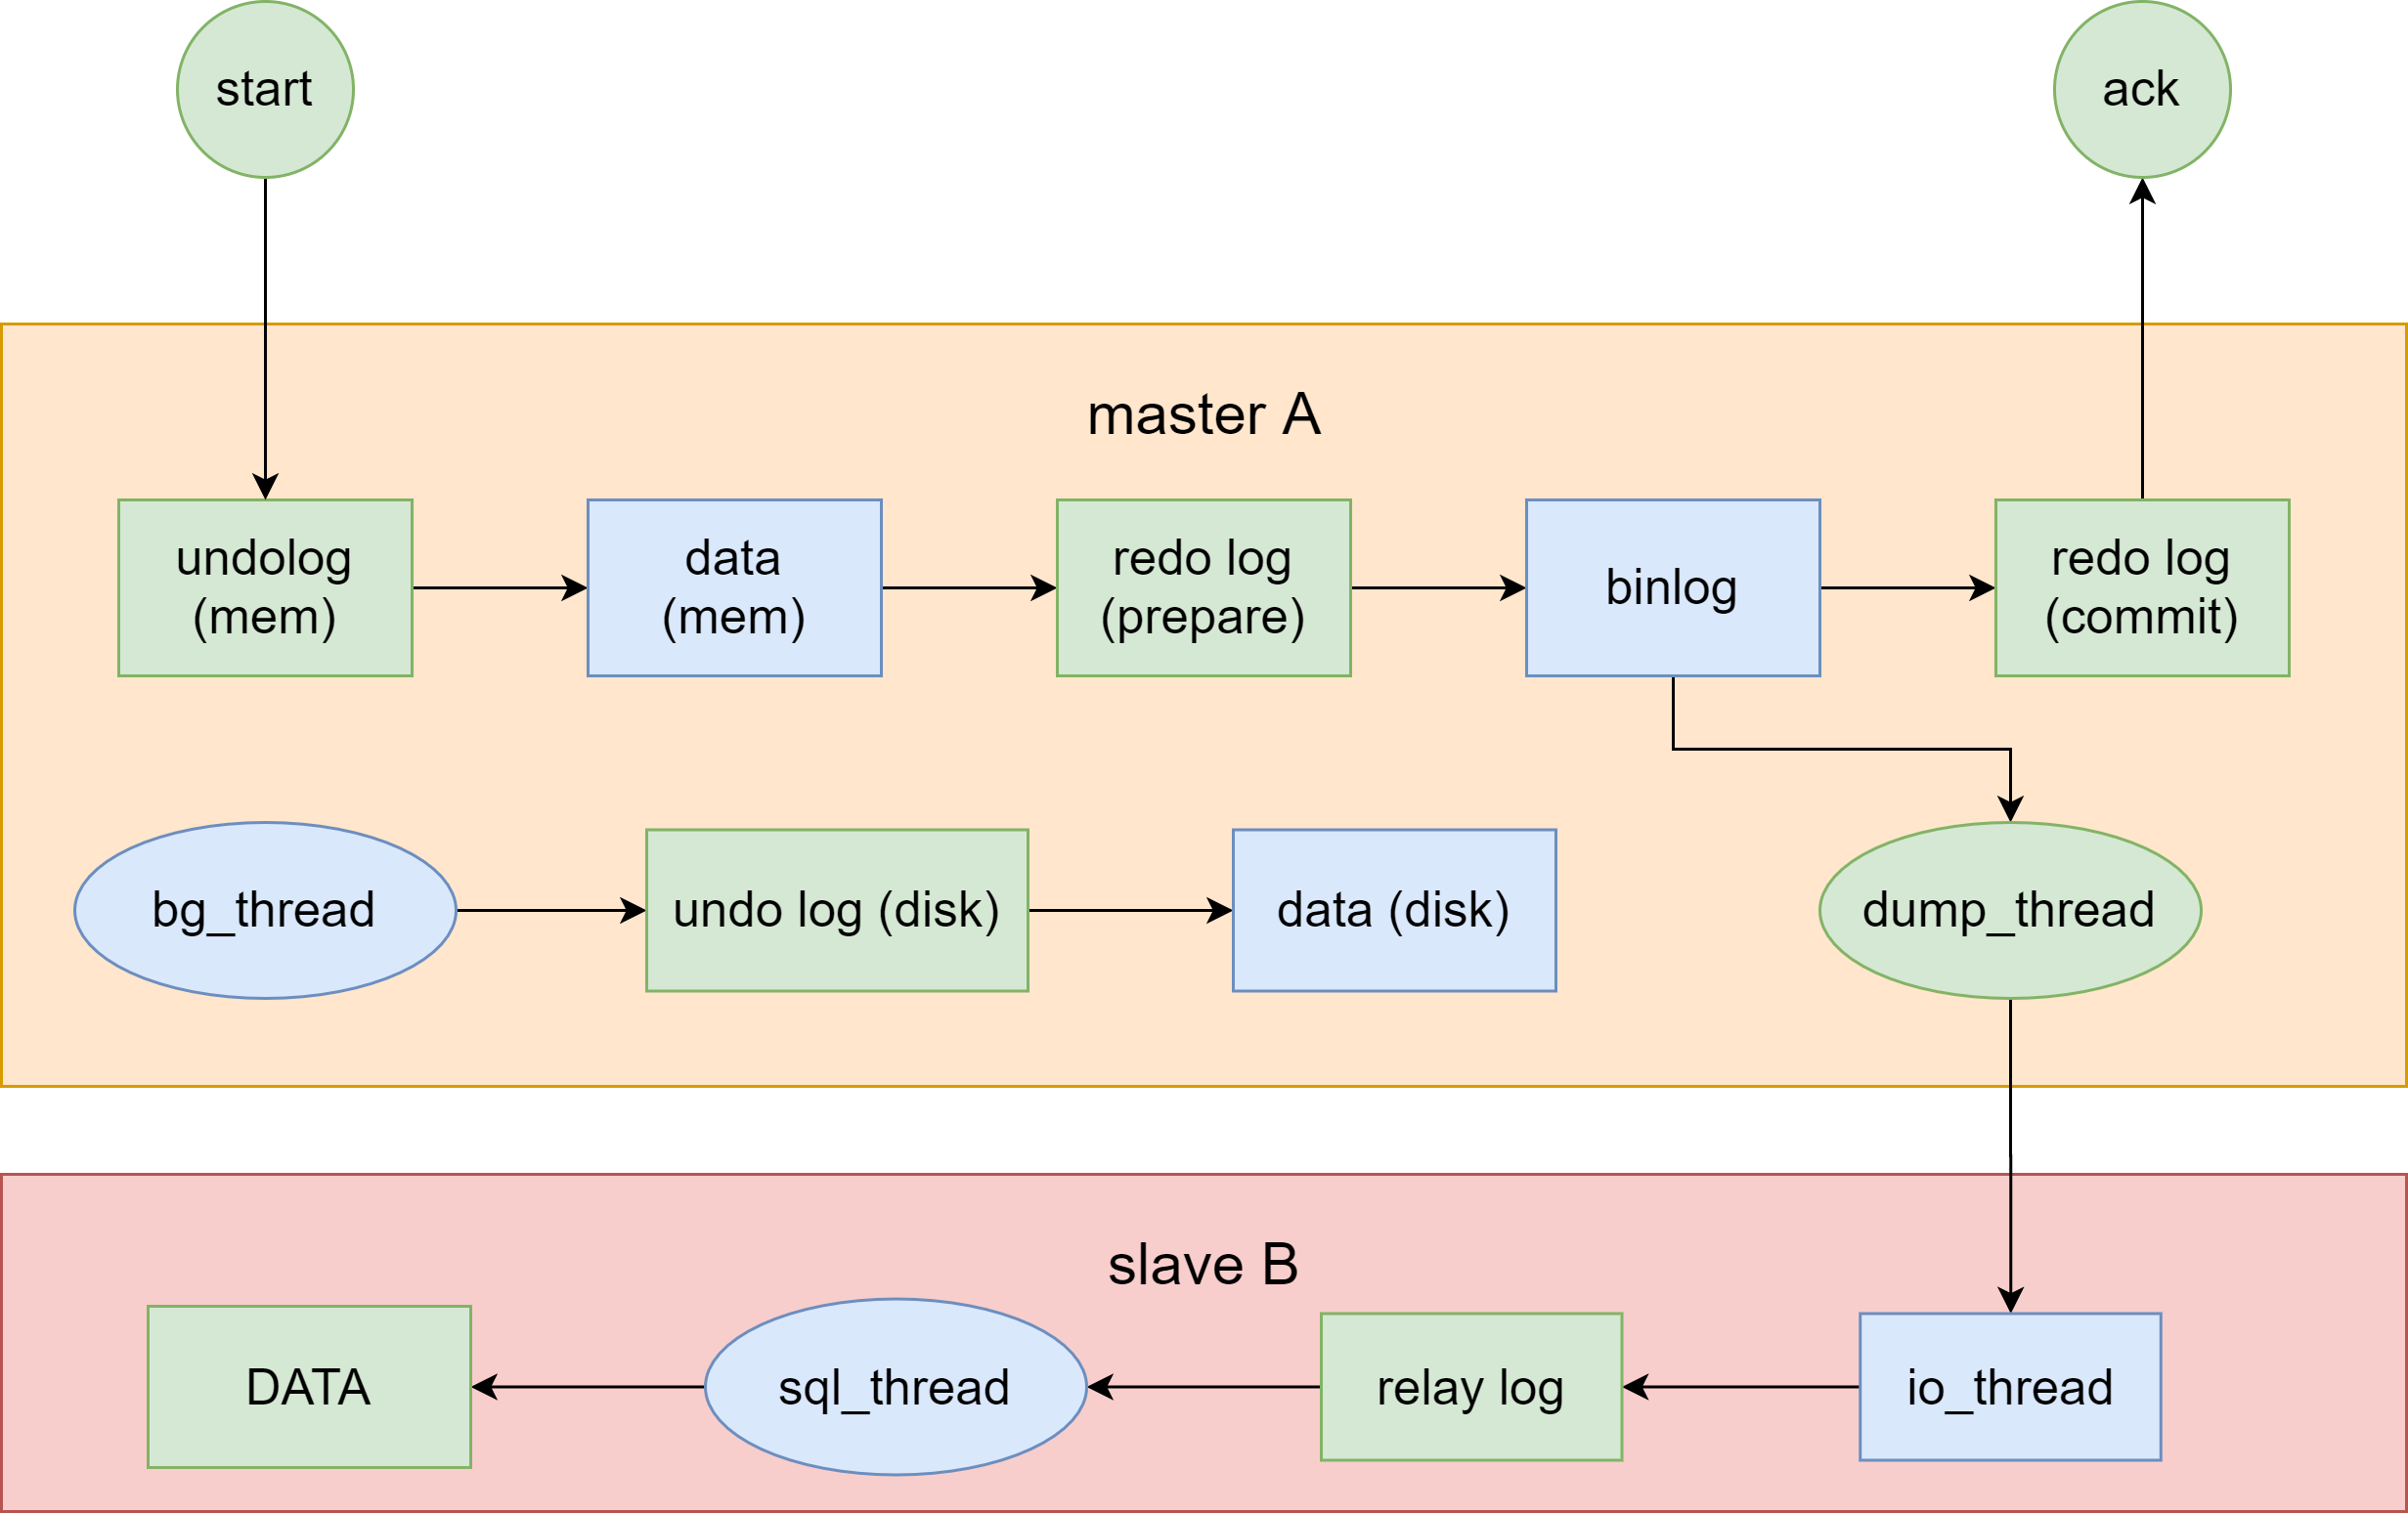 start
ack
master A
undolog
(mem)
data
(mem)
redo log
(prepare)
binlog
redo log
(commit)
bg_thread
undo log (disk)
data (disk)
dump_thread
slave B
DATA
sql_thread
relay log
io_thread